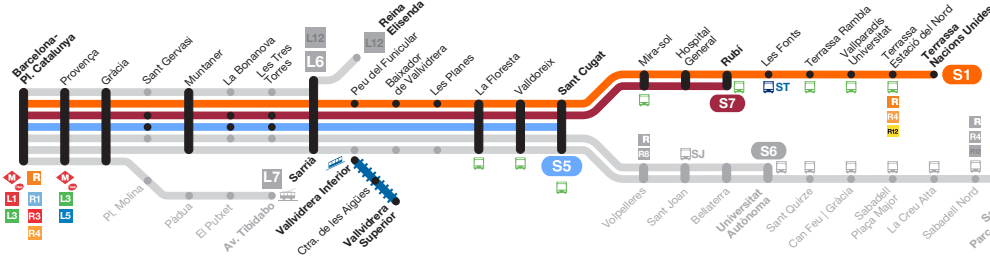 Barcelona-
Pl. Catalunya
Provença
Gràcia
Sant Gervasi
Muntaner
La Bonanova
Les Tres
Torres
L12
L6
L12
Reina
Elisenda
Peu del Funicular
Baixador
de Vallvidrera
Les Planes
La Floresta
Valldoreix
Sant Cugat
Mira-sol
Hospital
General
Rubí
Les Fonts
Terrassa Rambla
Vallparadís
Universitat
Terrassa
Estació del Nord
Terrassa
Nacions Unides
S1
ST
S7
R
R4
R12
S5
S6
R
R8
SJ
R
R4
R12
M
R
M
L1
R1
L3
L3
R3
L5
R4
Pl. Molina
Pàdua
El Putxet
Av. Tibidabo
L7
Sarrià
Vallvidrera Inferior
Ctra. de les Aigües
Vallvidrera
Superior
Volpelleres
Sant Joan
Bellaterra
Universitat
Autònoma
Sant Quirze
Can Feu | Gràcia
Sabadell
Plaça Major
La Creu Alta
Sabadell Nord
Parc